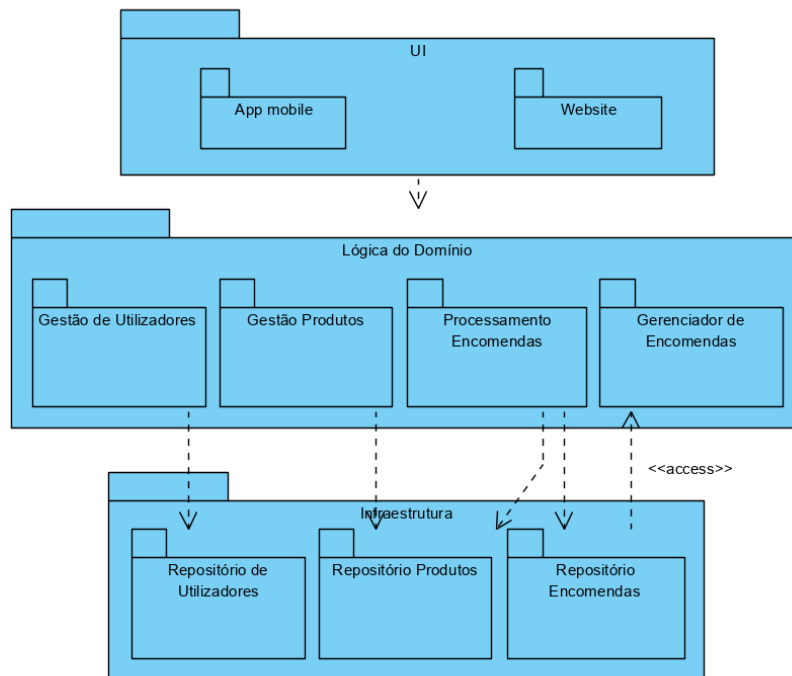 UI
App mobile
Website
Lógica do Domínio
Gestão de Utilizadores
Gestão Produtos
Processamento
Encomendas
Gerenciador de
Encomendas
<<access>>
Infraestrutura
Repositório de
Utilizadores
Repositório Produtos
Repositório
Encomendas